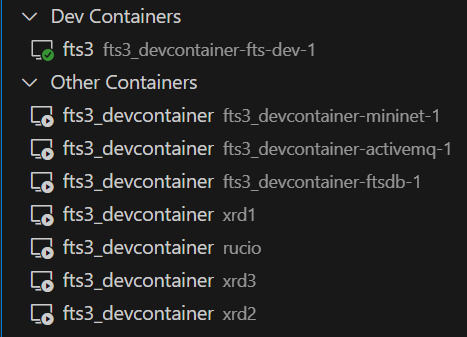 Dev Containers
fts3 fts3_devcontainer-fts-dev-1
Other Containers
fts3_devcontainer fts3_devcontainer-mininet-1
fts3_devcontainer fts3_devcontainer-activemq-1
fts3_devcontainer fts3_devcontainer-ftsdb-1
fts3_devcontainer xrd1
fts3_devcontainer rucio
fts3_devcontainer xrd3
fts3_devcontainer xrd2